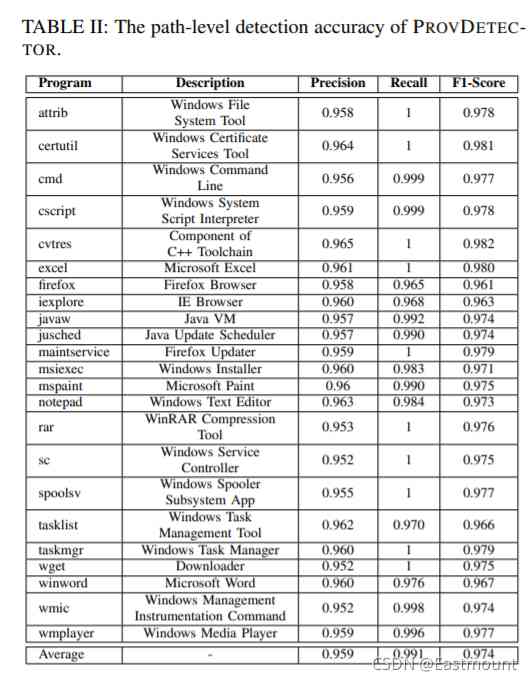 TABLE II: The path-level detection accuracy of PROVDETEC-
TOR.
Program Description Precision Recall F1-Score
attrib Windows File System Tool 0.958 1 0.978
certutil Windows Certificate Services Tool 0.964 1 0.981
cmd Windows Command Line 0.956 0.999 0.977
cscript Windows System Script Interpreter 0.959 0.999 0.978
cvtres Component of C++ Toolchain 0.965 1 0.982
excel Microsoft Excel 0.961 1 0.980
firefox Firefox Browser 0.958 0.965 0.961
iexplore IE Browser 0.960 0.968 0.963
javaw Java VM 0.957 0.992 0.974
jusched Java Update Scheduler 0.957 0.990 0.974
maintservice Firefox Updater 0.959 1 0.979
msiexec Windows Installer 0.960 0.983 0.971
mspaint Microsoft Paint 0.96 0.990 0.975
notepad Windows Text Editor 0.963 0.984 0.973
rar WinRAR Compression Tool 0.953 1 0.976
sc Windows Service Controller 0.952 1 0.975
spoolsv Windows Spooler Subsystem App 0.955 1 0.977
tasklist Windows Task Management Tool 0.962 0.970 0.966
taskmgr Windows Task Manager 0.960 1 0.979
wget Downloader 0.952 1 0.975
winword Microsoft Word 0.960 0.976 0.967
wmic Windows Management Instrumentation Command 0.952 0.998 0.974
wmplayer Windows Media Player 0.959 0.996 0.977
Average - 0.959 0.991 0.974
CSDN @Eastmount